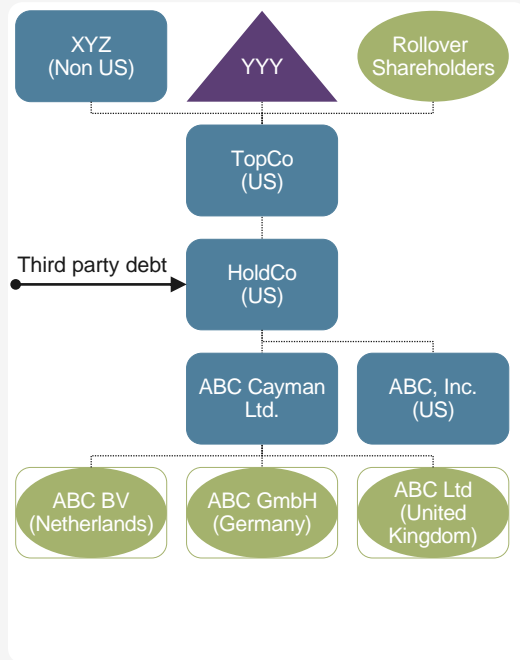 XYZ
(Non US)
YYY
Rollover
Shareholders
TopCo
(US)
Third party debt
HoldCo
(US)
ABC Cayman
Ltd.
ABC, Inc.
(US)
ABC BV
(Netherlands)
ABC GmbH
(Germany)
ABC Ltd
(United
Kingdom)